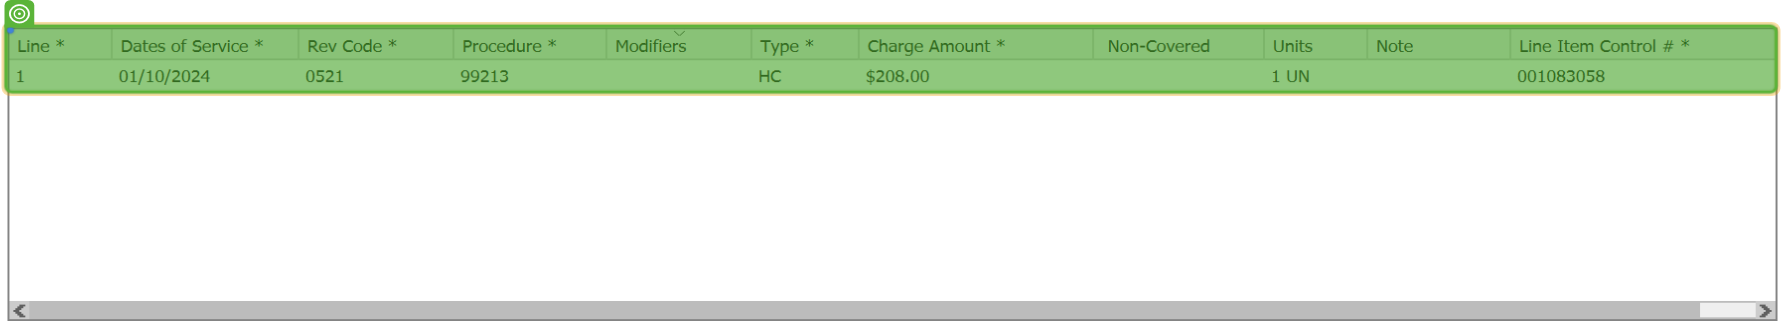 Line * Dates of Service * Rev Code * Procedure * Modifiers Type * Charge Amount * Non-Covered Units Note Line Item Control # *
1 01/10/2024 0521 99213 HC $208.00 1 UN 001083058